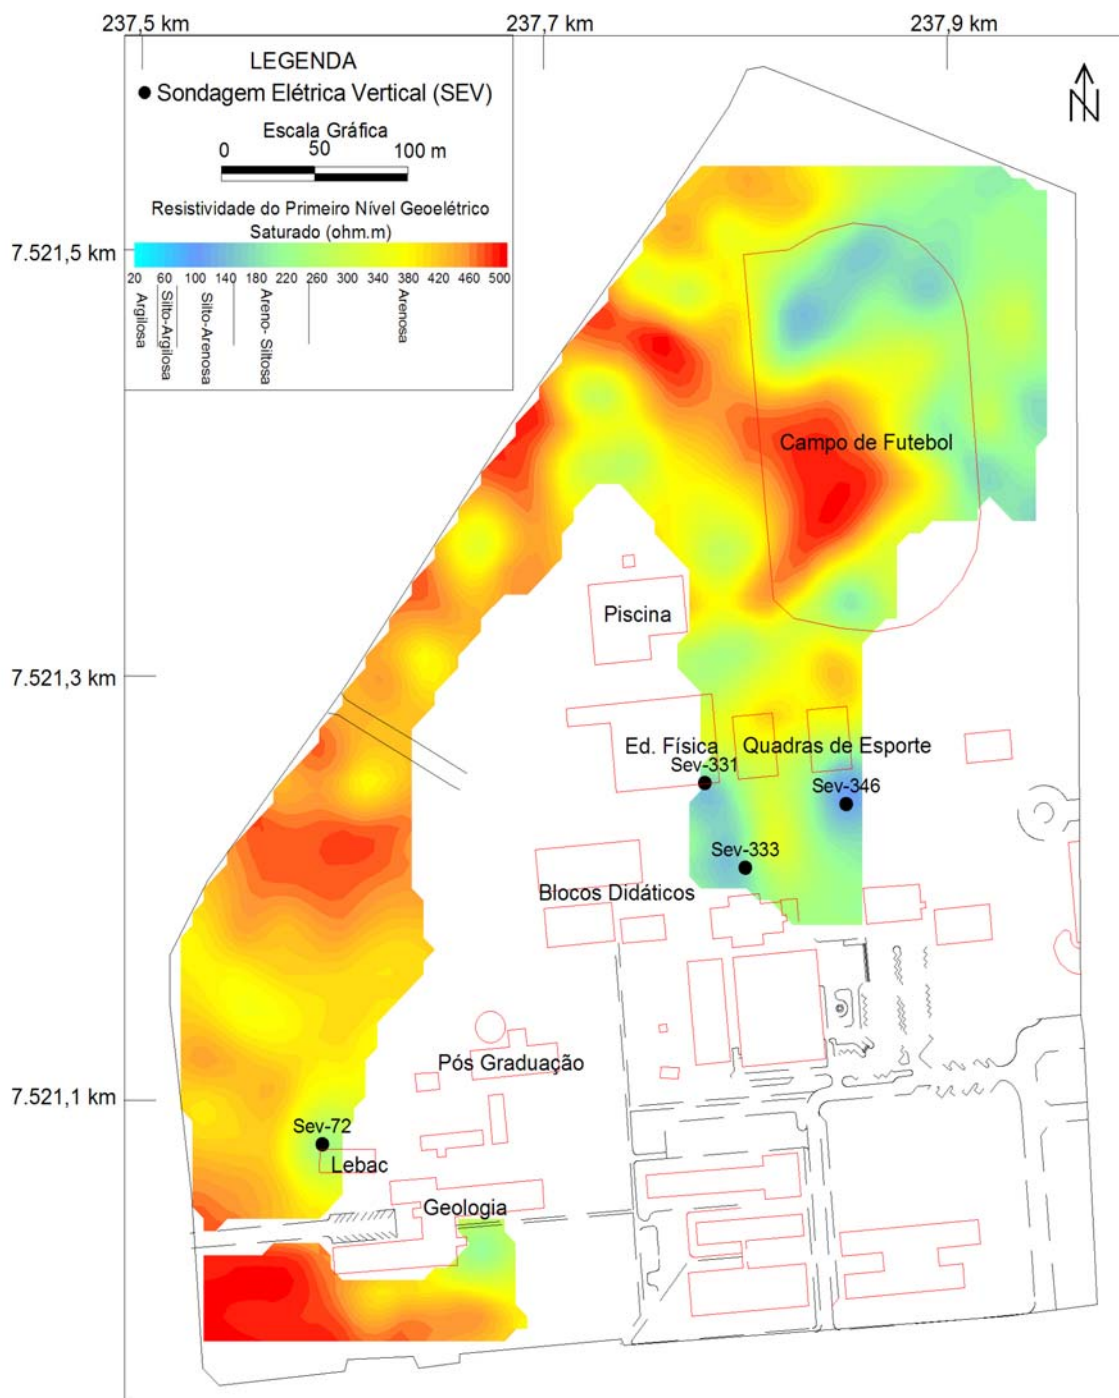 237,5 km 237,7 km 237,9 km
LEGENDA
Sondagem Elétrica Vertical (SEV)
Escala Gráfica
0 50 100 m
Resistividade do Primeiro Nível Geoelétrico
Saturado (ohm.m)
20 60 100 140 180 220 260 300 340 380 420 460 500
Argilosa
Silto-Argilosa
Silto-Arenosa
Areno- Siltosa
Arenosa
N
7.521,5 km
Campo de Futebol
Piscina
7.521,3 km
Ed. Física
Quadras de Esporte
Sev-331
Sev-346
Sev-333
Blocos Didáticos
Pós Graduação
7.521,1 km
Sev-72
Lebac
Geologia